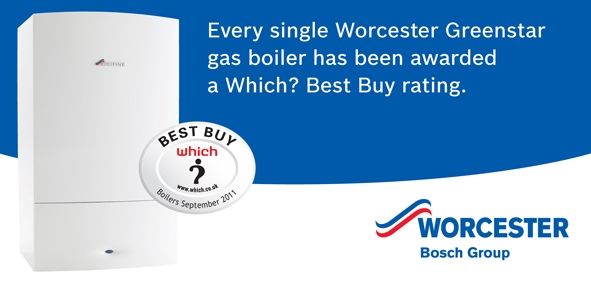 Every single Worcester Greenstar
gas boiler has been awarded
a Which? Best Buy rating.
BEST BUY
which
?
www.which.co.uk
Boilers September 2011
WORCESTER
Bosch Group